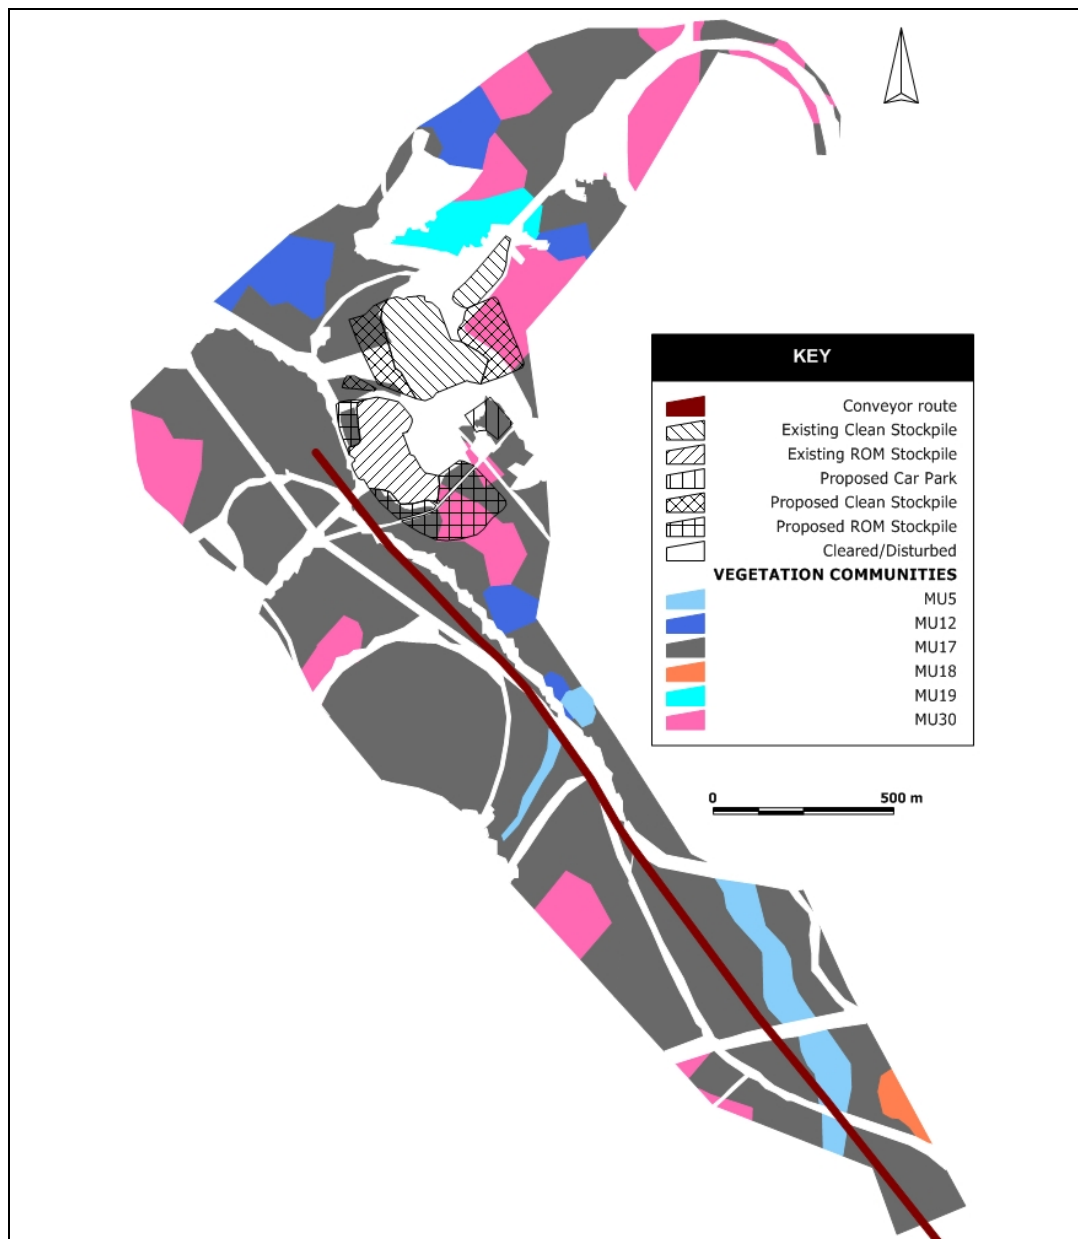 KEY
Conveyor route
Existing Clean Stockpile
Existing ROM Stockpile
Proposed Car Park
Proposed Clean Stockpile
Proposed ROM Stockpile
Cleared/Disturbed
VEGETATION COMMUNITIES
MU5
MU12
MU17
MU18
MU19
MU30
0 500 m